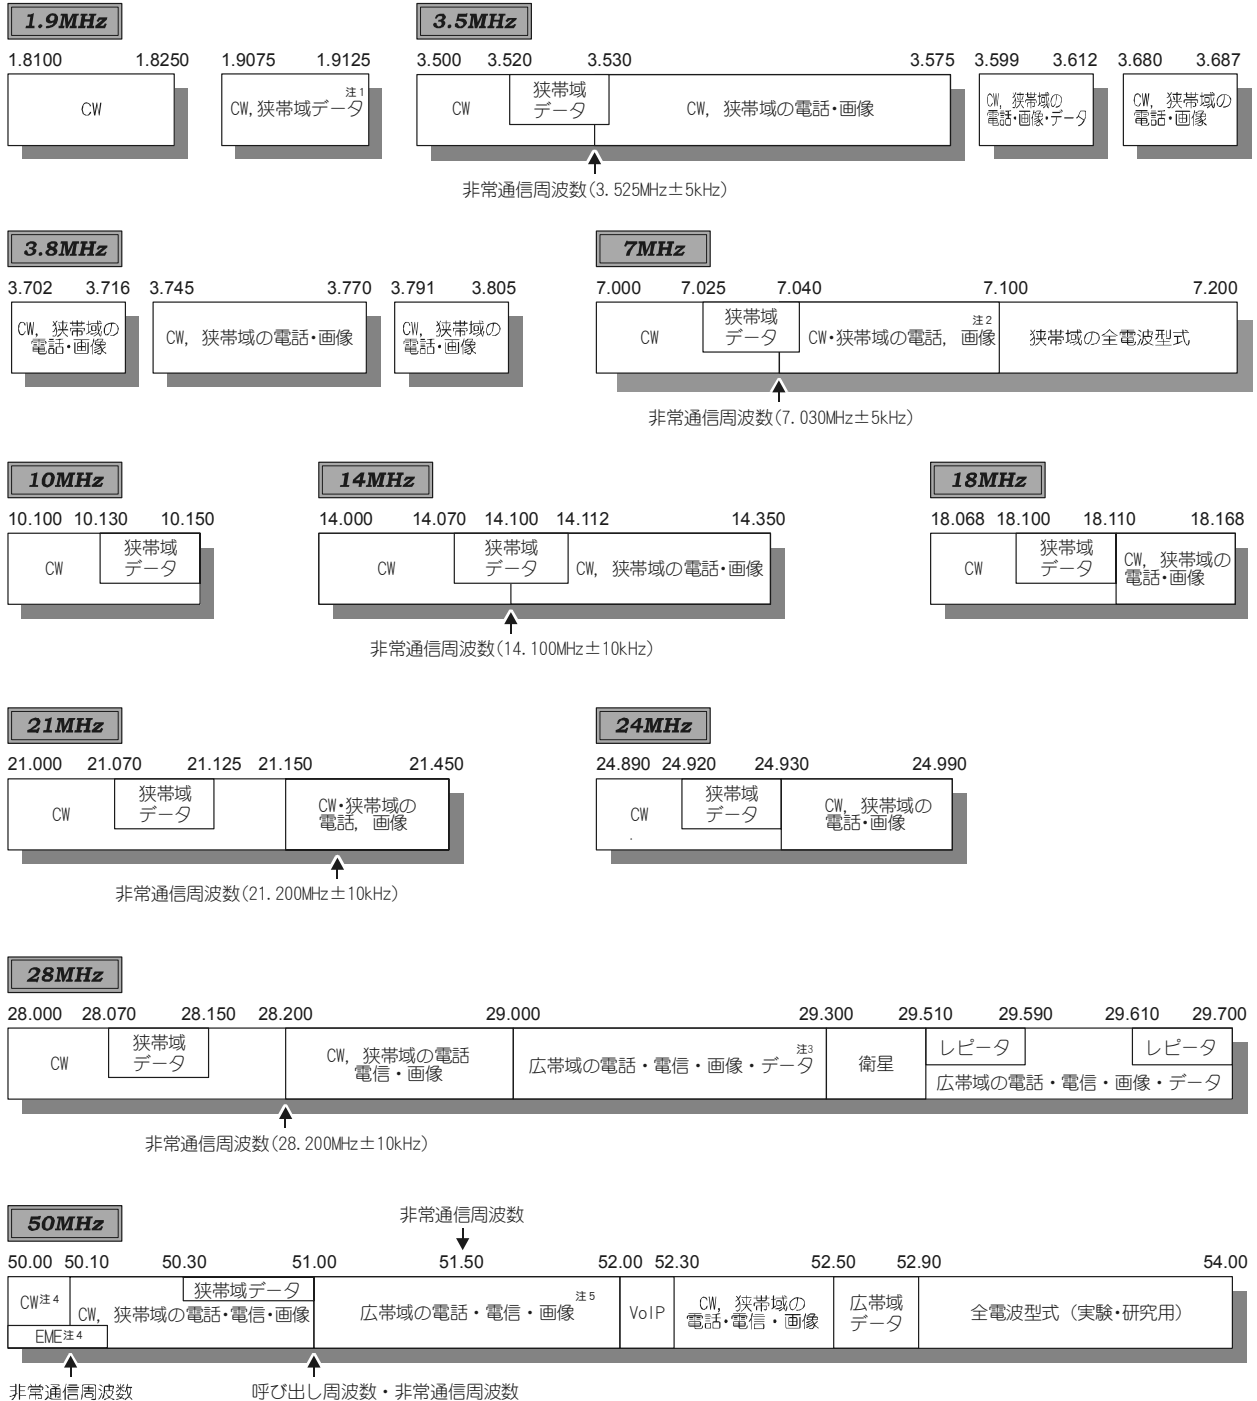 1.9MHz
3.5MHz
1.8100 1.8250 1.9075 1.9125 3.500 3.520 3.530 3.575 3.599 3.612 3.680 3.687
CW
CW, 狭帯域データ 注1
CW
狭帯域
データ
CW, 狭帯域の電話・画像
CW, 狭帯域の
電話・画像・データ
CW, 狭帯域の
電話・画像
非常通信周波数(3.525MHz±5kHz)
3.8MHz
7MHz
3.702 3.716 3.745 3.770 3.791 3.805 7.000 7.025 7.040 7.100 7.200
CW, 狭帯域の
電話・画像
CW, 狭帯域の電話・画像
CW, 狭帯域の
電話・画像
CW
狭帯域
データ
CW・狭帯域の電話, 画像 注2
狭帯域の全電波型式
非常通信周波数(7.030MHz±5kHz)
10MHz
14MHz
18MHz
10.100 10.130 10.150 14.000 14.070 14.100 14.112 14.350 18.068 18.100 18.110 18.168
CW
狭帯域
データ
CW
狭帯域
データ
CW, 狭帯域の電話・画像
CW
狭帯域
データ
CW, 狭帯域の
電話・画像
非常通信周波数(14.100MHz±10kHz)
21MHz
24MHz
21.000 21.070 21.125 21.150 21.450 24.890 24.920 24.930 24.990
CW
狭帯域
データ
CW・狭帯域の
電話, 画像
CW
狭帯域
データ
CW, 狭帯域の
電話・画像
非常通信周波数(21.200MHz±10kHz)
28MHz
28.000 28.070 28.150 28.200 29.000 29.300 29.510 29.590 29.610 29.700
CW
狭帯域
データ
CW, 狭帯域の電話
電信・画像
広帯域の電話・電信・画像・データ 注3
衛星
レピータ
レピータ
広帯域の電話・電信・画像・データ
非常通信周波数(28.200MHz±10kHz)
50MHz
非常通信周波数
50.00 50.10 50.30 51.00 51.50 52.00 52.30 52.50 52.90 54.00
CW注4
EME注4
狭帯域データ
CW, 狭帯域の電話・電信・画像
広帯域の電話・電信・画像 注5
VoIP
CW, 狭帯域の
電話・電信・画像
広帯域
データ
全電波型式 (実験・研究用)
非常通信周波数
呼び出し周波数・非常通信周波数